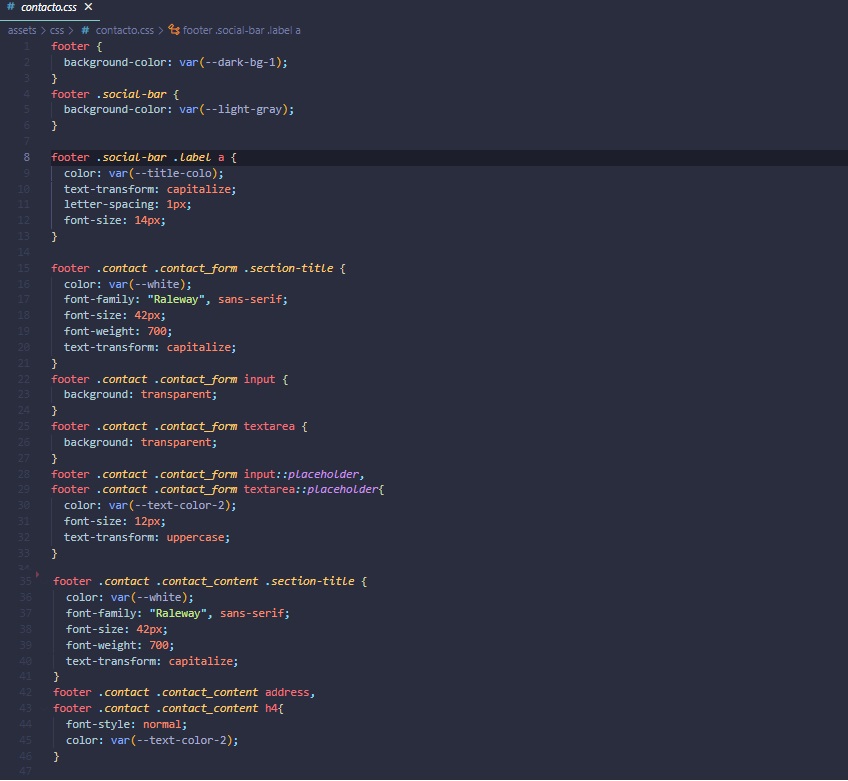 # contacto.css ×
assets > css > # contacto.css > footer .social-bar .label a
1 footer {
2 background-color: var(--dark-bg-1);
3 }
4 footer .social-bar {
5 background-color: var(--light-gray);
6 }
7
8 footer .social-bar .label a {
9 color: var(--title-colo);
10 text-transform: capitalize;
11 letter-spacing: 1px;
12 font-size: 14px;
13 }
14
15 footer .contact .contact_form .section-title {
16 color: var(--white);
17 font-family: "Raleway", sans-serif;
18 font-size: 42px;
19 font-weight: 700;
20 text-transform: capitalize;
21 }
22 footer .contact .contact_form input {
23 background: transparent;
24 }
25 footer .contact .contact_form textarea {
26 background: transparent;
27 }
28 footer .contact .contact_form input::placeholder,
29 footer .contact .contact_form textarea::placeholder{
30 color: var(--text-color-2);
31 font-size: 12px;
32 text-transform: uppercase;
33 }
35 footer .contact .contact_content .section-title {
36 color: var(--white);
37 font-family: "Raleway", sans-serif;
38 font-size: 42px;
39 font-weight: 700;
40 text-transform: capitalize;
41 }
42 footer .contact .contact_content address,
43 footer .contact .contact_content h4{
44 font-style: normal;
45 color: var(--text-color-2);
46 }
47